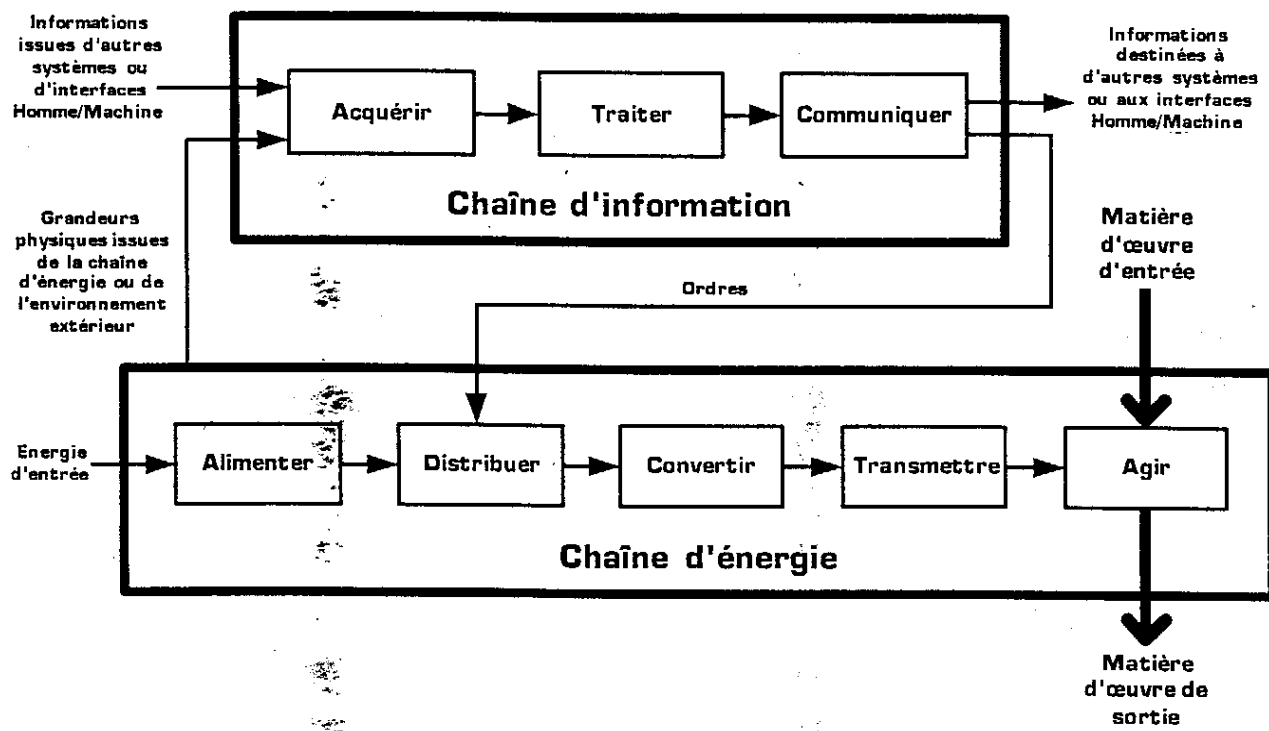 Informations
issues d'autres
systèmes ou
d'interfaces
Homme/Machine
Acquérir
Traiter
Communiquer
Informations
destinées à
d'autres systèmes
ou aux interfaces
Homme/Machine
Chaîne d'information
Grandeurs
physiques issues
de la chaîne
d'énergie ou de
l'environnement
extérieur
Ordres
Matière
d'œuvre
d'entrée
Energie
d'entrée
Alimenter
Distribuer
Convertir
Transmettre
Agir
Chaîne d'énergie
Matière
d'œuvre de
sortie